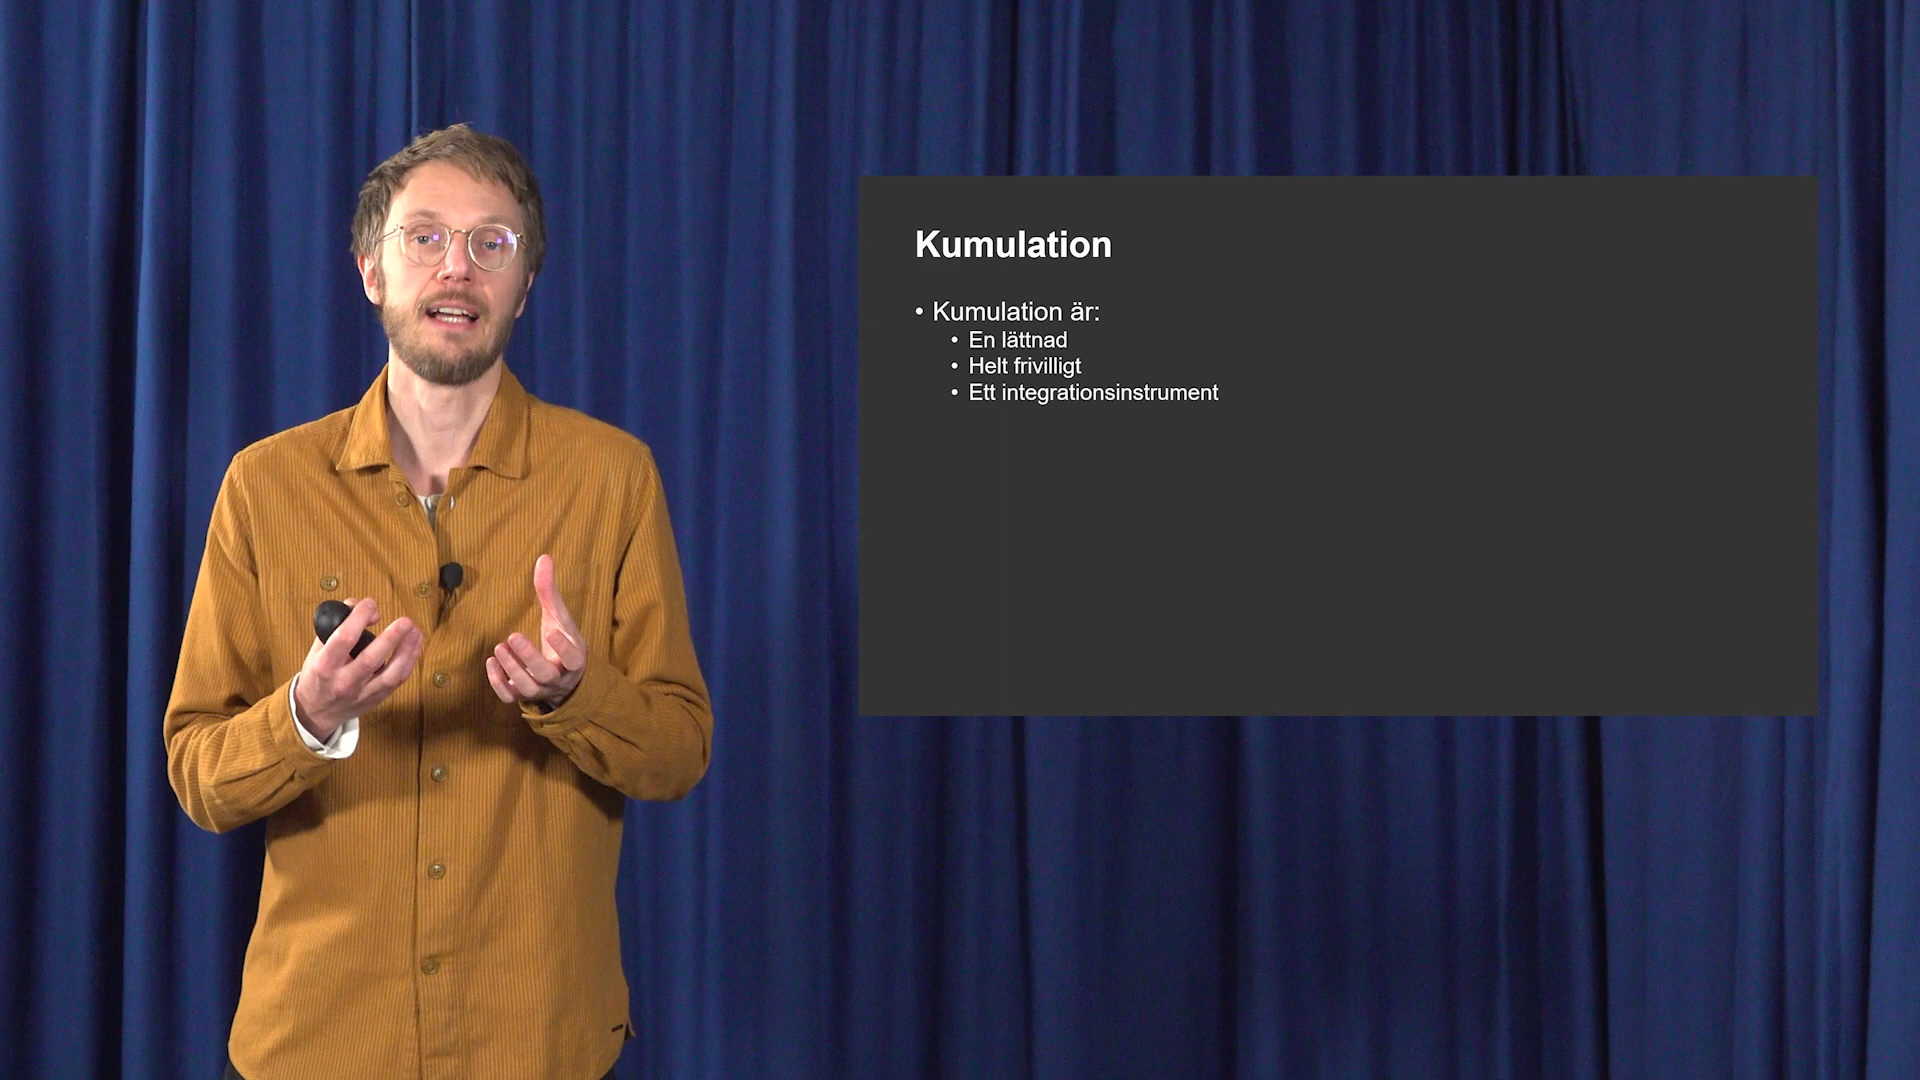 Kumulation
• Kumulation är:
• En lättnad
• Helt frivilligt
• Ett integrationsinstrument